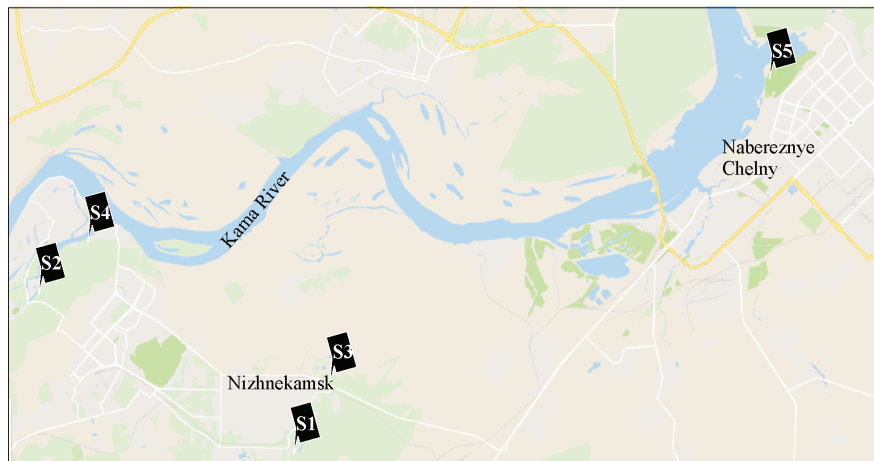 S5
Nabereznye
Chelny
Kama River
S4
S2
S3
Nizhnekamsk
S1